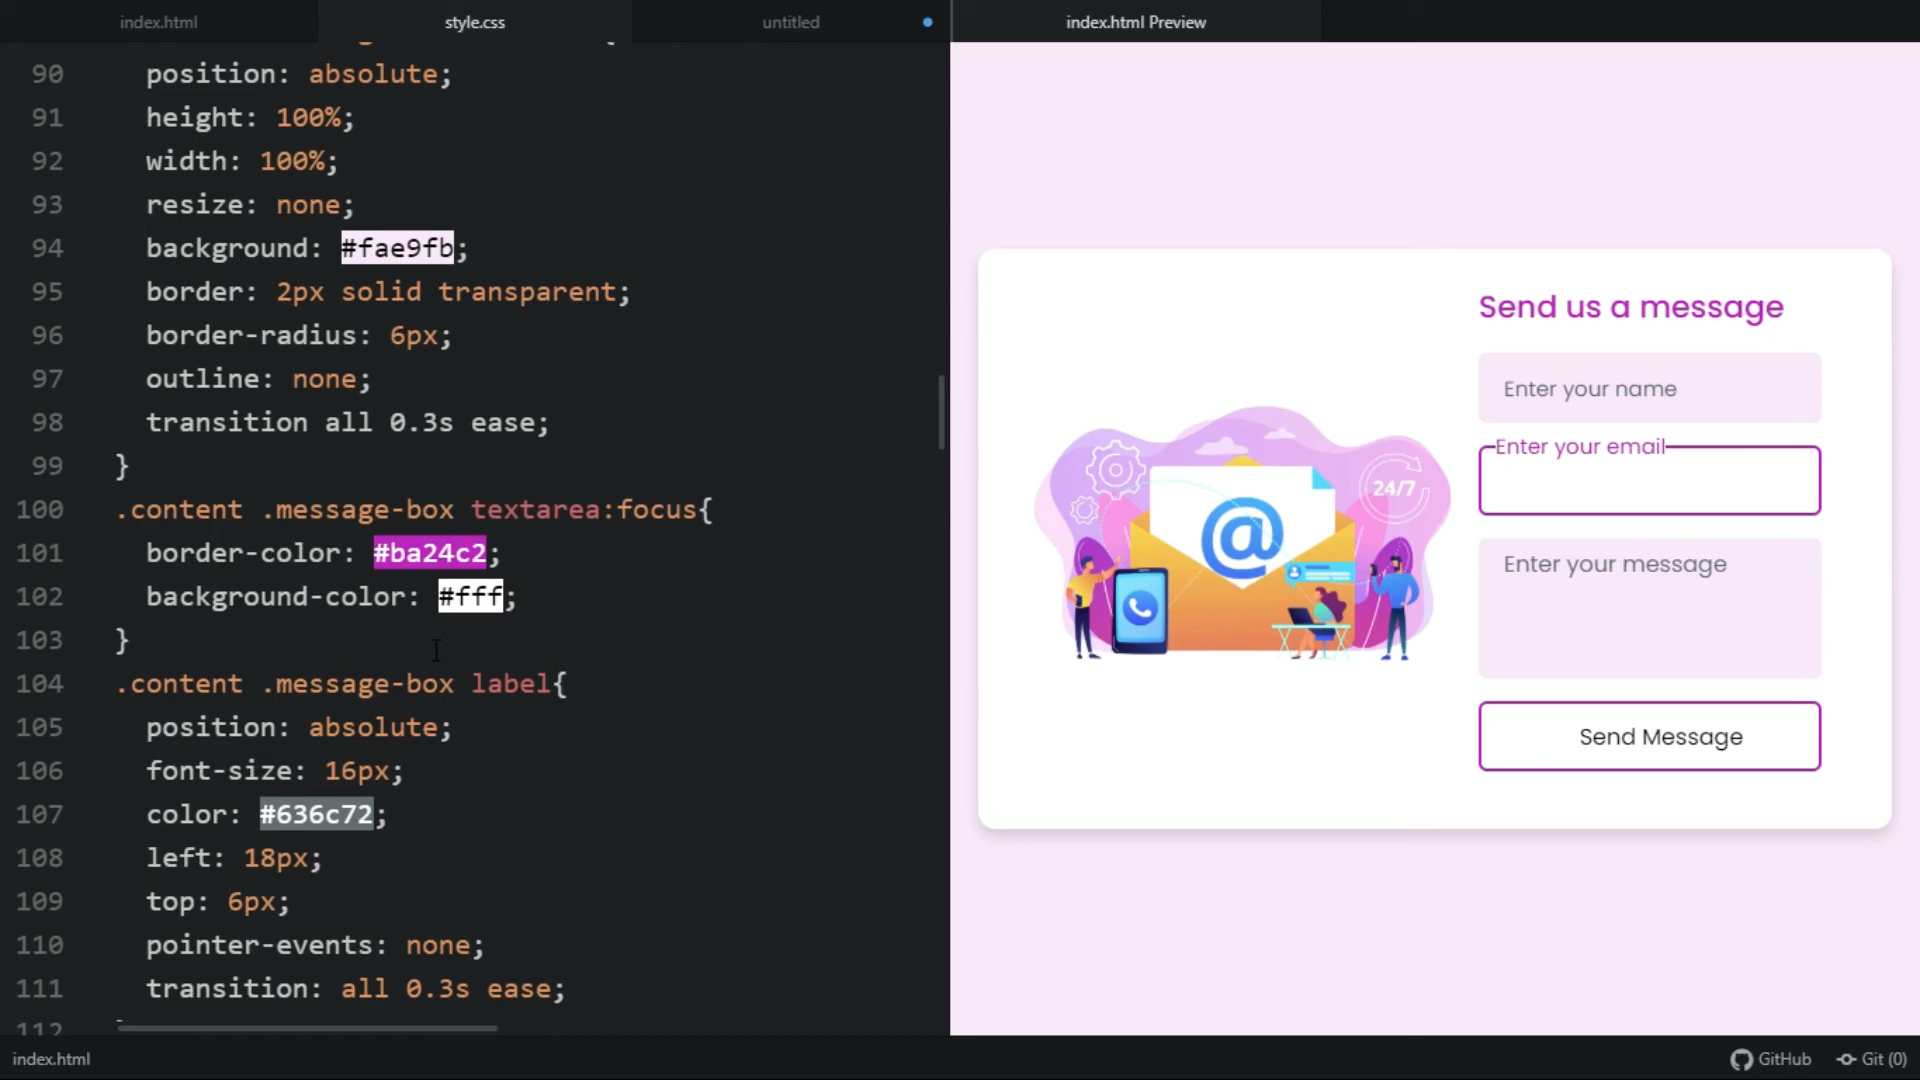 index.html
style.css
untitled
index.html Preview
90 position: absolute;
91 height: 100%;
92 width: 100%;
93 resize: none;
94 background: #fae9fb;
95 border: 2px solid transparent;
96 border-radius: 6px;
97 outline: none;
98 transition all 0.3s ease;
99 }
100 .content .message-box textarea:focus{
101 border-color: #ba24c2;
102 background-color: #fff;
103 }
104 .content .message-box label{
105 position: absolute;
106 font-size: 16px;
107 color: #636c72;
108 left: 18px;
109 top: 6px;
110 pointer-events: none;
111 transition: all 0.3s ease;
112
Send us a message
Enter your name
Enter your email
24/7
@
Enter your message
Send Message
index.html
GitHub
Git (0)